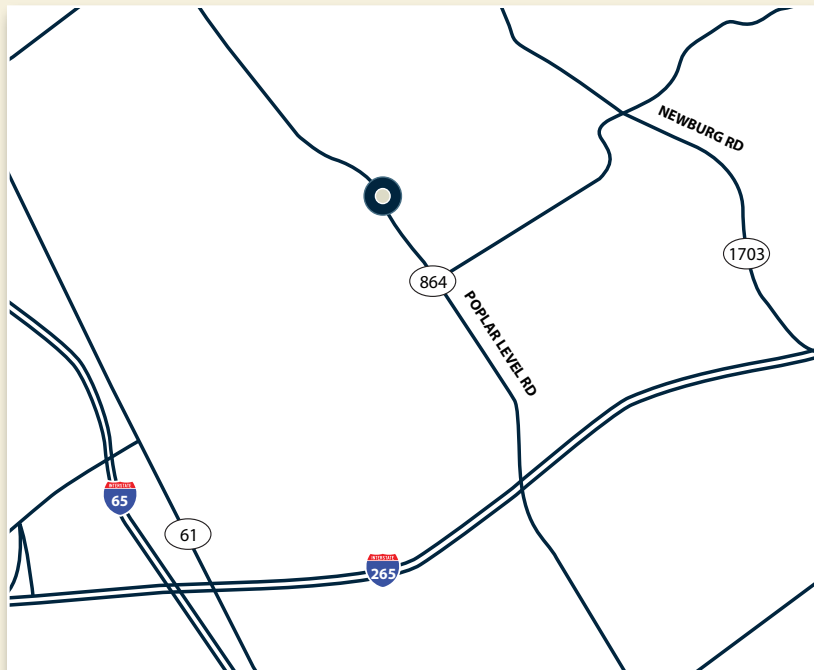 NEWBURG RD
1703
864
POPLAR LEVEL RD
INTERSTATE
65
61
INTERSTATE
265